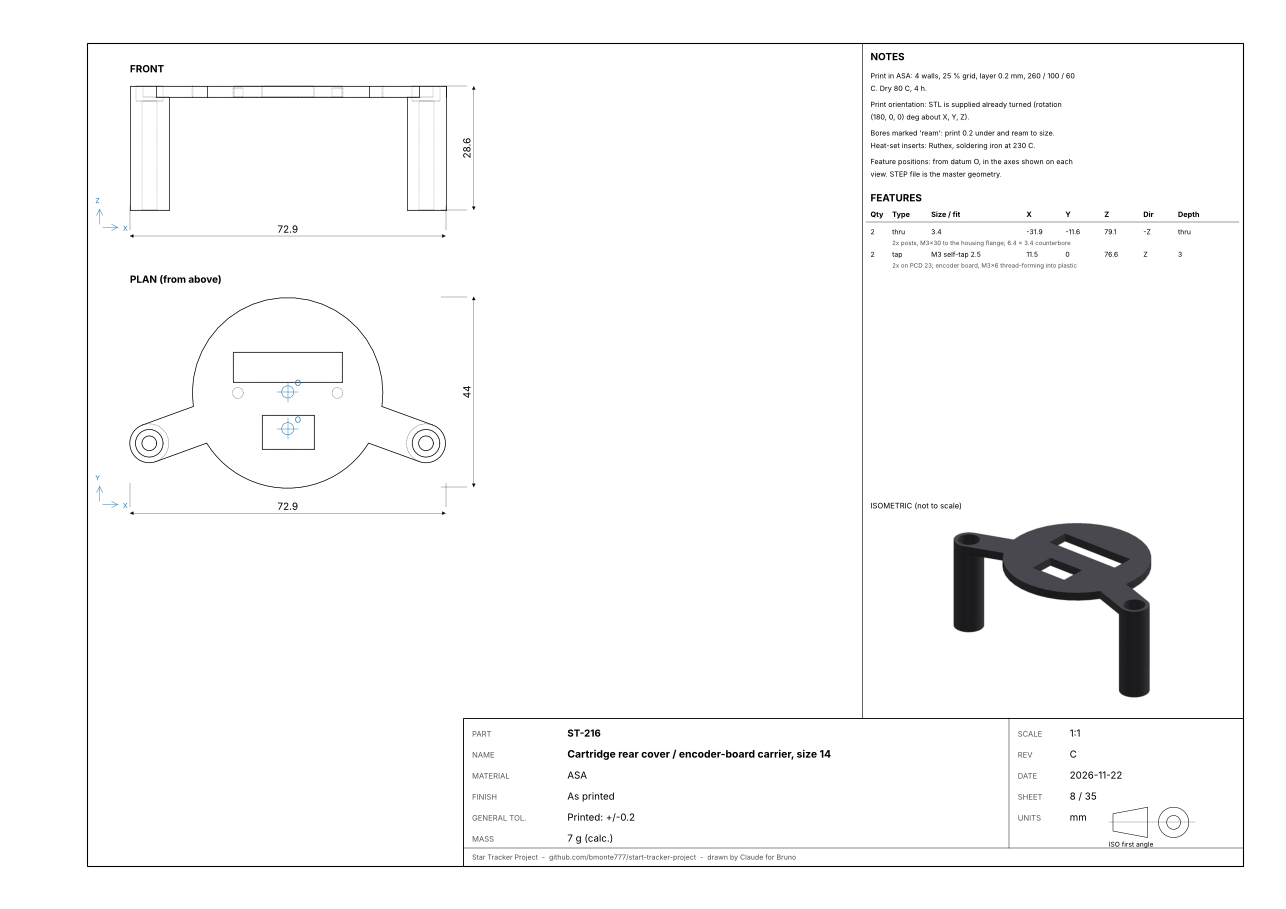 FRONT
28.6
Z
X
72.9
PLAN (from above)
O
44
O
Y
X
72.9
NOTES
Print in ASA: 4 walls, 25 % grid, layer 0.2 mm, 260 / 100 / 60
C. Dry 80 C, 4 h.
Print orientation: STL is supplied already turned (rotation
(180, 0, 0) deg about X, Y, Z).
Bores marked 'ream': print 0.2 under and ream to size.
Heat-set inserts: Ruthex, soldering iron at 230 C.
Feature positions: from datum O, in the axes shown on each
view. STEP file is the master geometry.
FEATURES
Qty Type Size / fit X Y Z Dir Depth
2 thru 3.4 -31.9 -11.6 79.1 -Z thru
2x posts, M3×30 to the housing flange; 6.4 × 3.4 counterbore
2 tap M3 self-tap 2.5 11.5 0 76.6 Z 3
2x on PCD 23; encoder board, M3×6 thread-forming into plastic
ISOMETRIC (not to scale)
PART ST-216
NAME Cartridge rear cover / encoder-board carrier, size 14
MATERIAL ASA
FINISH As printed
GENERAL TOL. Printed: +/-0.2
MASS 7 g (calc.)
SCALE 1:1
REV C
DATE 2026-11-22
SHEET 8 / 35
UNITS mm
ISO first angle
Star Tracker Project - github.com/bmonte777/start-tracker-project - drawn by Claude for Bruno